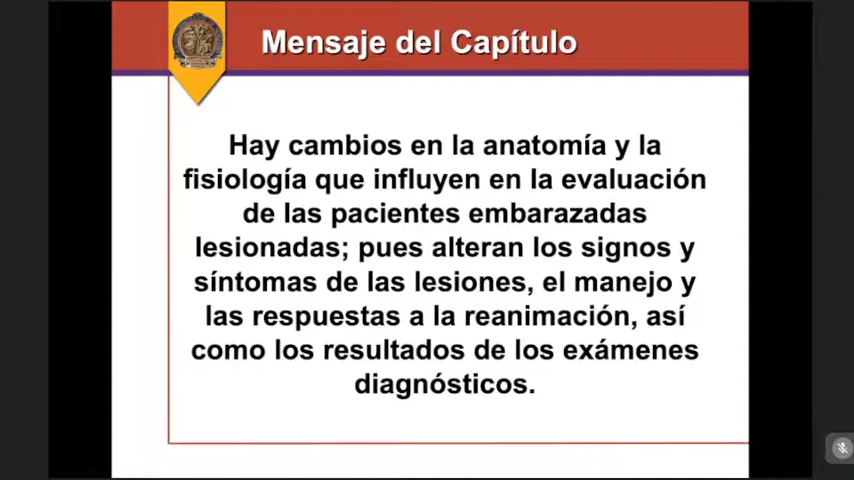 Mensaje del Capítulo
Hay cambios en la anatomía y la
fisiología que influyen en la evaluación
de las pacientes embarazadas
lesionadas; pues alteran los signos y
síntomas de las lesiones, el manejo y
las respuestas a la reanimación, así
como los resultados de los exámenes
diagnósticos.